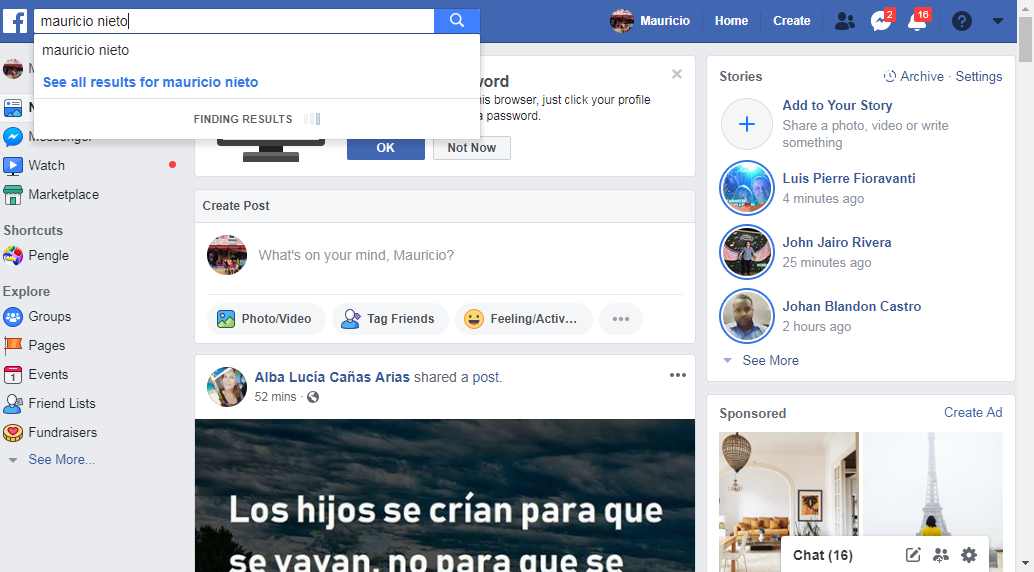 f
mauricio nieto
Mauricio
Home
Create
2
16
?
mauricio nieto
See all results for mauricio nieto
FINDING RESULTS
M
N
Messenger
Watch
Marketplace
Shortcuts
Pengle
Explore
Groups
Pages
1
Events
Friend Lists
Fundraisers
See More...
word
his browser, just click your profile
a password.
OK
Not Now
Create Post
What's on your mind, Mauricio?
Photo/Video
Tag Friends
Feeling/Activ...
Alba Lucía Cañas Arias shared a post.
52 mins ·
Los hijos se crían para que
se vayan, no para que se
Stories
Archive · Settings
Add to Your Story
Share a photo, video or write
something
Luis Pierre Fioravanti
4 minutes ago
John Jairo Rivera
25 minutes ago
Johan Blandon Castro
2 hours ago
See More
Sponsored
Create Ad
Chat (16)